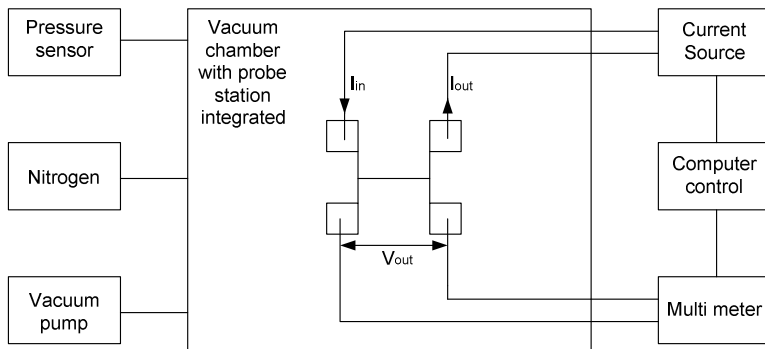 Pressure
sensor
Vacuum
chamber
with probe
station
integrated
Current
Source
Iin
Iout
Nitrogen
Computer
control
Vout
Vacuum
pump
Multi meter